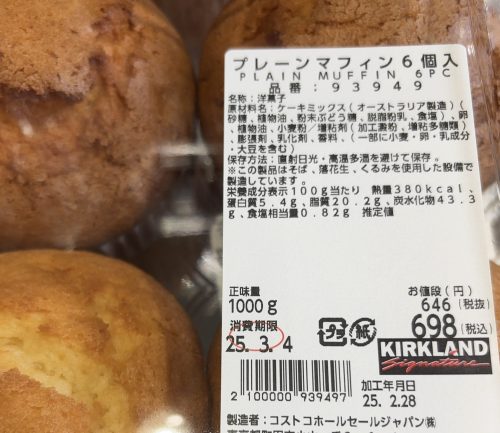 プレーンマフィン6個入
PLAIN MUFFIN 6PC
品番:93949
名称:洋菓子
原材料名:ケーキミックス(オーストラリア製造)(
砂糖、植物油、粉末ぶどう糖、脱脂粉乳、食塩)、卵
、植物油、小麦粉/増粘剤(加工澱粉、増粘多糖類)
、膨張剤、乳化剤、香料、(一部に小麦・卵・乳成分
・大豆を含む)
保存方法:直射日光・高温多湿を避けて保存。
※この製品はそば、落花生、くるみを使用した設備で
製造しています。
栄養成分表示100g当たり 熱量380kcal、
蛋白質5.4g、脂質20.2g、炭水化物43.3
g、食塩相当量0.82g 推定値
正味量
1000g
お値段(円)
646(税抜)
698(税込)
消費期限
25.3.4
プラ 紙
KIRKLAND
Signature
2 100000 939497
加工年月日
25.2.28
製造者:コストコホールセールジャパン㈱